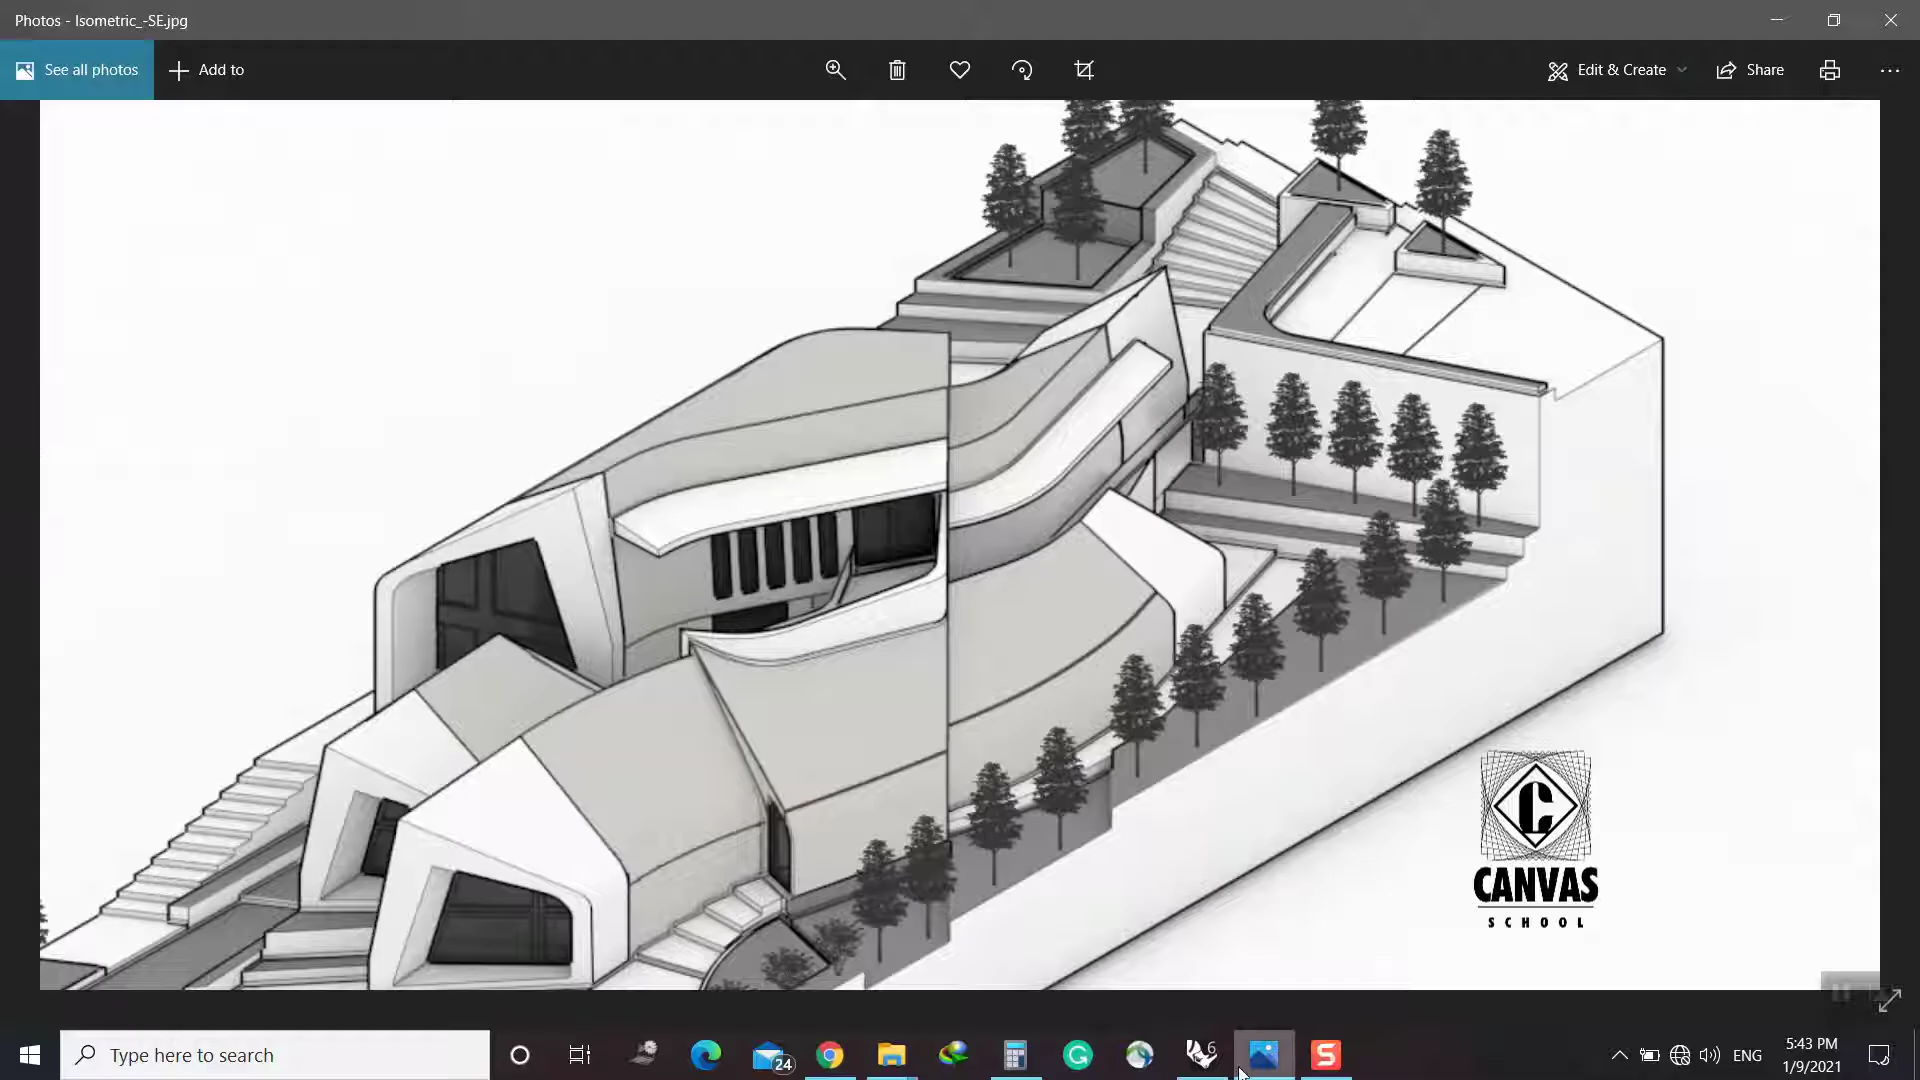 Photos - Isometric_-SE.jpg
See all photos
Add to
Edit & Create
Share
C
CANVAS
SCHOOL
Type here to search
24
6
ENG
5:43 PM
1/9/2021